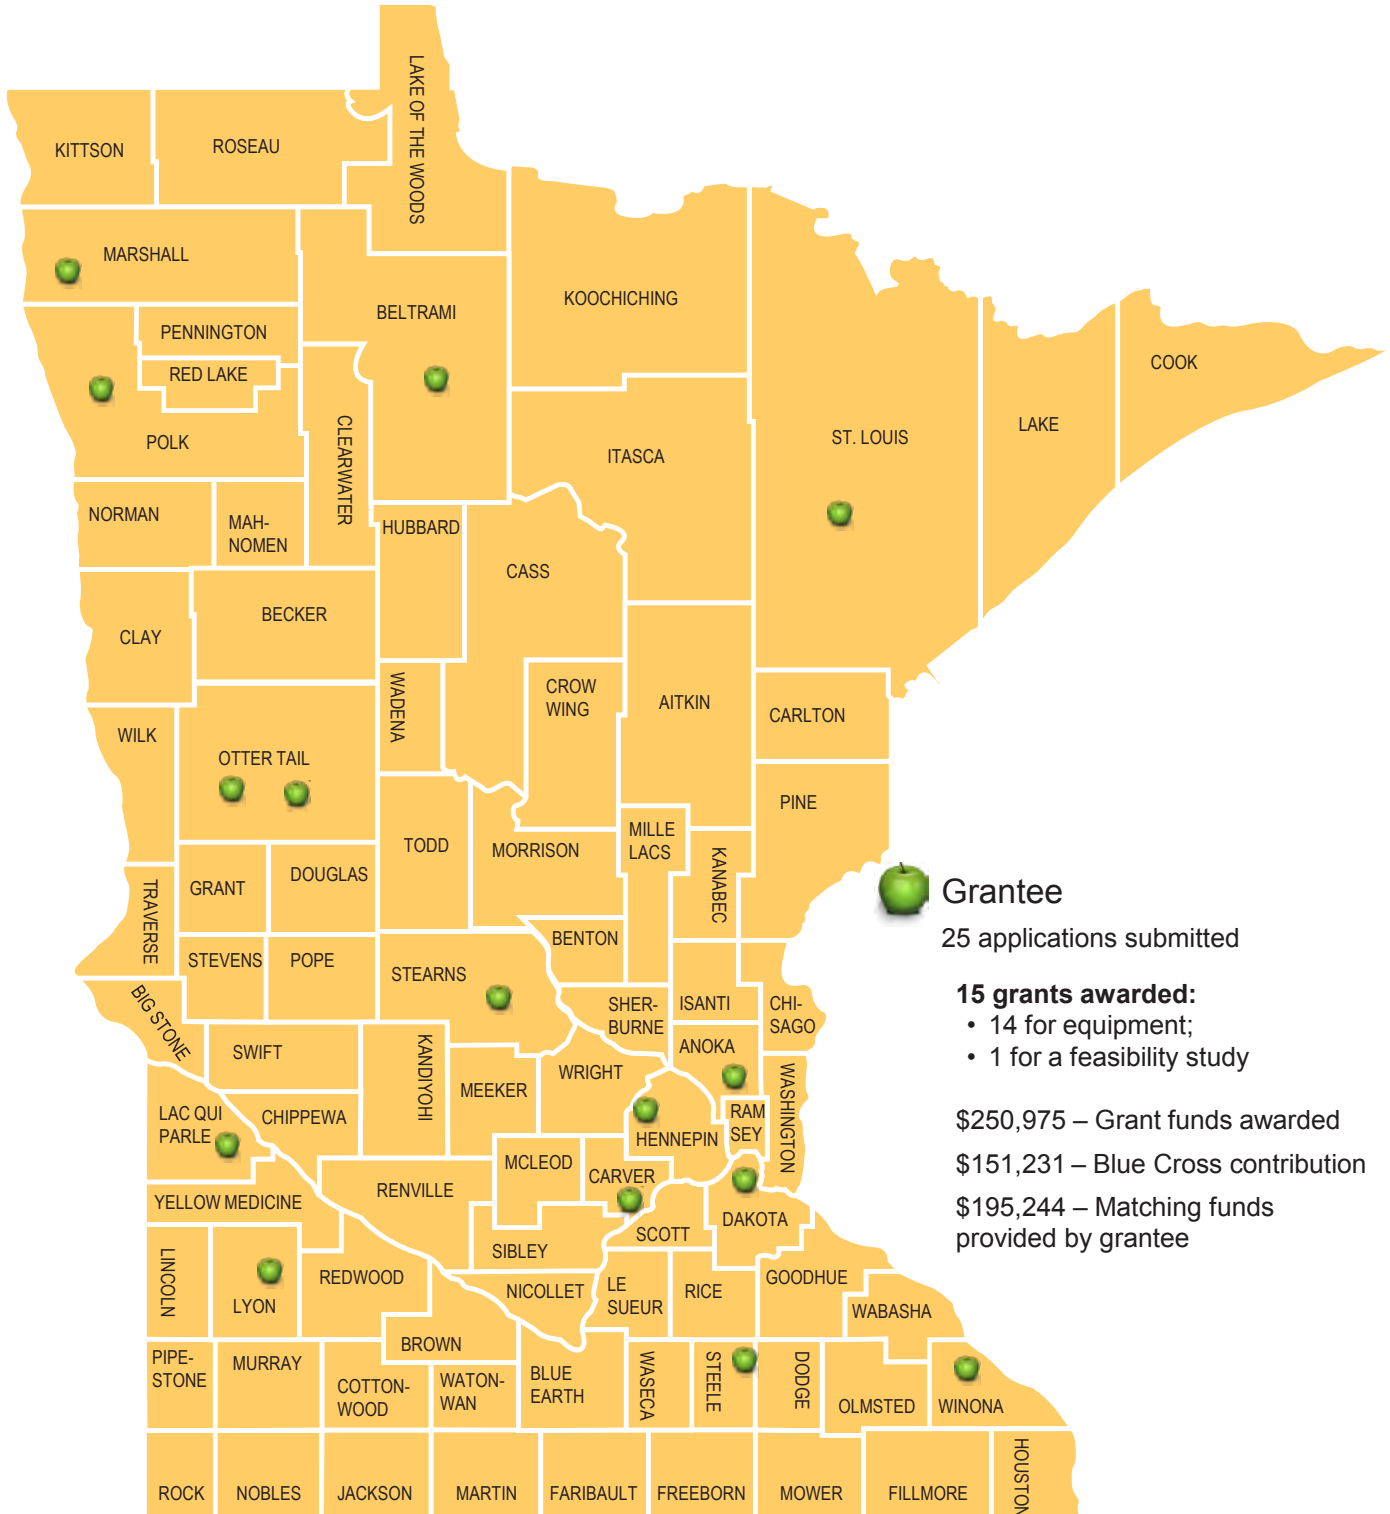 LAKE OF THE WOODS
KITTSON
ROSEAU
MARSHALL
BELTRAMI
KOOCHICHING
PENNINGTON
RED LAKE
COOK
POLK
CLEARWATER
ITASCA
ST. LOUIS
LAKE
NORMAN
MAH-
NOMEN
HUBBARD
CASS
BECKER
CLAY
WADENA
CROW
WING
AITKIN
CARLTON
WILK
OTTER TAIL
PINE
TODD
MORRISON
MILLE
LACS
KANABEC
GRANT
DOUGLAS
TRAVERSE
BENTON
STEVENS
POPE
STEARNS
BIG STONE
SHER-
BURNE
ISANTI
CHI-
SAGO
SWIFT
KANDIYOHI
MEEKER
WRIGHT
ANOKA
WASHINGTON
LAC QUI
PARLE
CHIPPEWA
HENNEPIN
RAM
SEY
MCLEOD
CARVER
RENVILLE
YELLOW MEDICINE
DAKOTA
SCOTT
SIBLEY
LINCOLN
LYON
REDWOOD
NICOLLET
LE
SUEUR
RICE
GOODHUE
WABASHA
BROWN
PIPE-
STONE
MURRAY
COTTON-
WOOD
WATON-
WAN
BLUE
EARTH
WASECA
STEELE
DODGE
OLMSTED
WINONA
ROCK
NOBLES
JACKSON
MARTIN
FARIBAULT
FREEBORN
MOWER
FILLMORE
HOUSTON
Grantee
25 applications submitted
15 grants awarded:
• 14 for equipment;
• 1 for a feasibility study
$250,975 – Grant funds awarded
$151,231 – Blue Cross contribution
$195,244 – Matching funds
provided by grantee